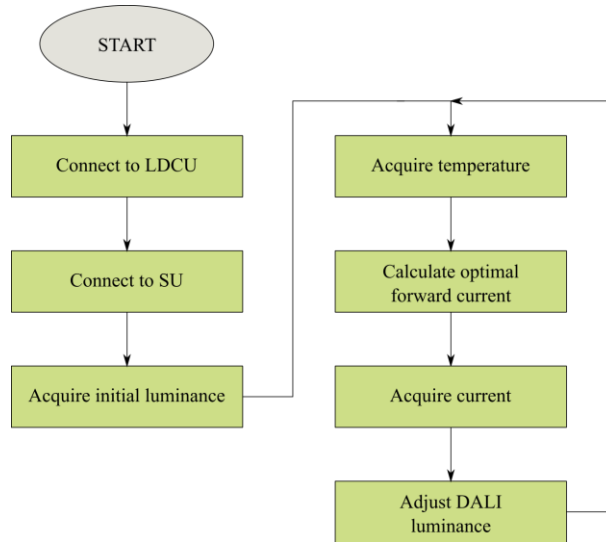 START
Connect to LDCU
Connect to SU
Acquire initial luminance
Acquire temperature
Calculate optimal
forward current
Acquire current
Adjust DALI
luminance